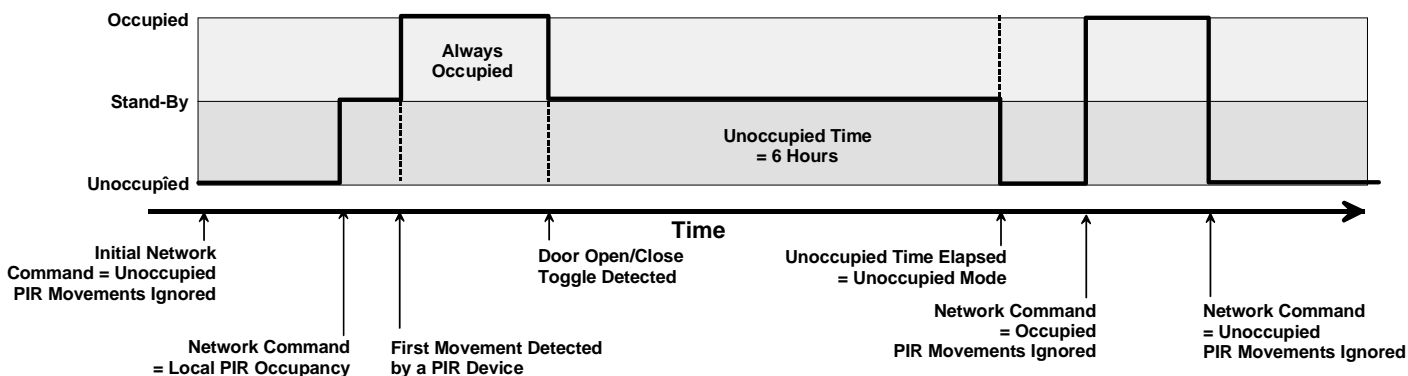 Occupied
Always
Occupied
Stand-By
Unoccupied Time
= 6 Hours
Unoccupîed
Time
Initial Network
Command = Unoccupied
PIR Movements Ignored
Door Open/Close
Toggle Detected
Unoccupied Time Elapsed
= Unoccupied Mode
Network Command
= Local PIR Occupancy
First Movement Detected
by a PIR Device
Network Command
= Occupied
PIR Movements Ignored
Network Command
= Unoccupied
PIR Movements Ignored